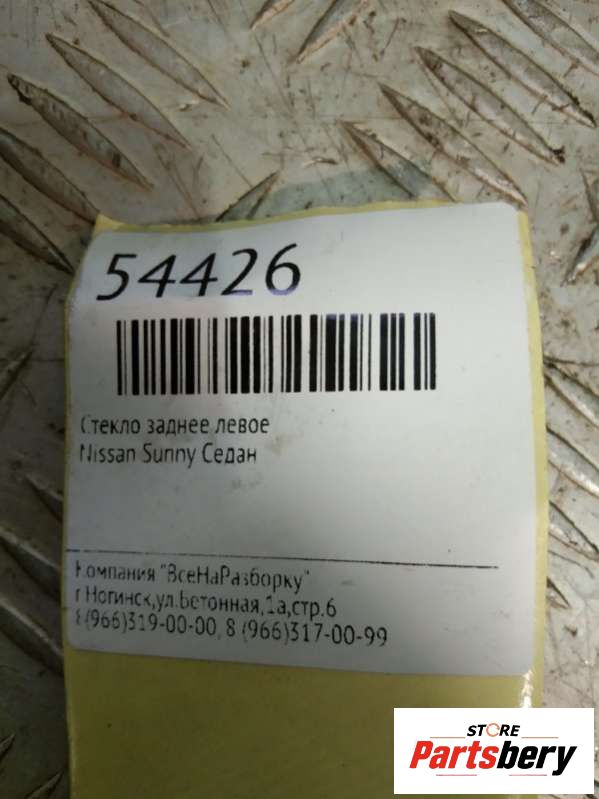 54426
Стекло заднее левое
Nissan Sunny Седан
Компания "ВсеНаРазборку"
г.Ногинск,ул.Бетонная,1а,стр.6
8(966)319-00-00, 8 (966)317-00-99
STORE
Partsbery